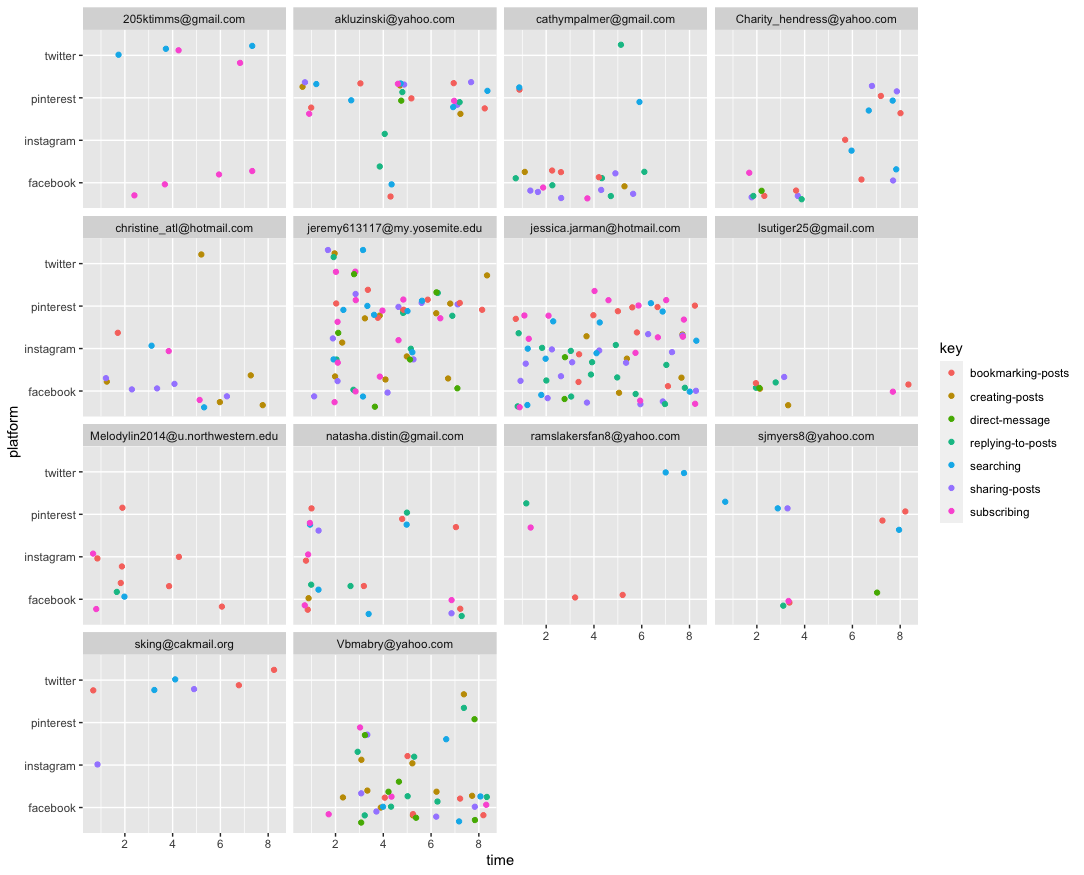 205ktimms@gmail.com akluzinski@yahoo.com cathympalmer@gmail.com Charity_hendress@yahoo.com
twitter
pinterest
instagram
facebook
christine_atl@hotmail.com jeremy613117@my.yosemite.edu jessica.jarman@hotmail.com lsutiger25@gmail.com
twitter
pinterest
instagram
facebook
Melodylin2014@u.northwestern.edu natasha.distin@gmail.com ramslakersfan8@yahoo.com sjmyers8@yahoo.com
twitter
pinterest
instagram
facebook
2 4 6 8 2 4 6 8
sking@cakmail.org Vbmabry@yahoo.com
twitter
pinterest
instagram
facebook
2 4 6 8 2 4 6 8
time
platform
key
bookmarking-posts
creating-posts
direct-message
replying-to-posts
searching
sharing-posts
subscribing